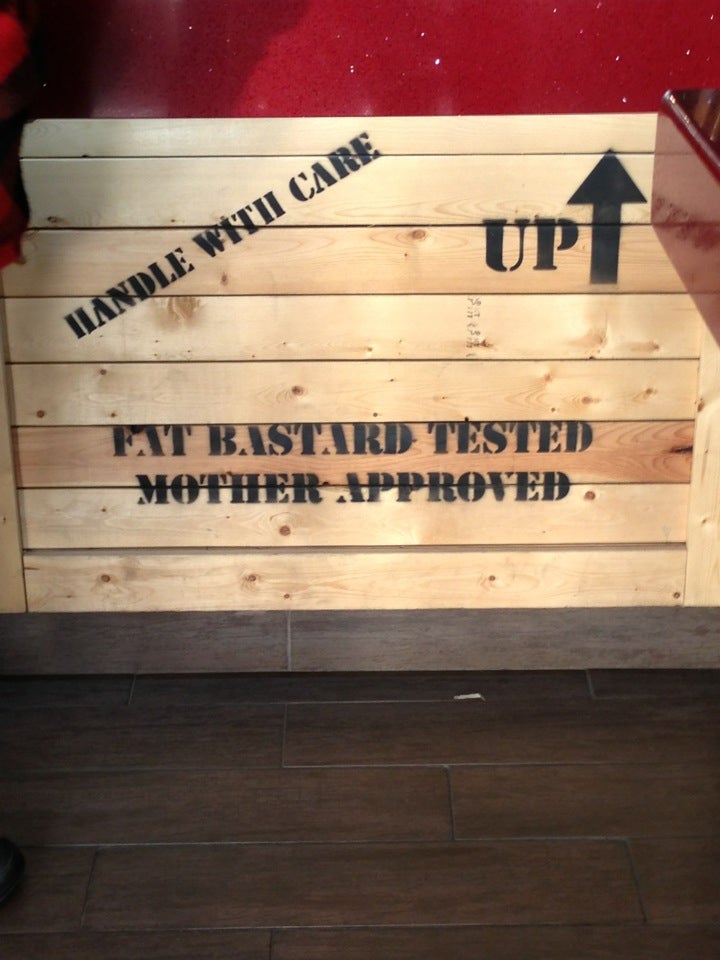 HANDLE WITH CARE
UP
FAT BASTARD TESTED
MOTHER APPROVED